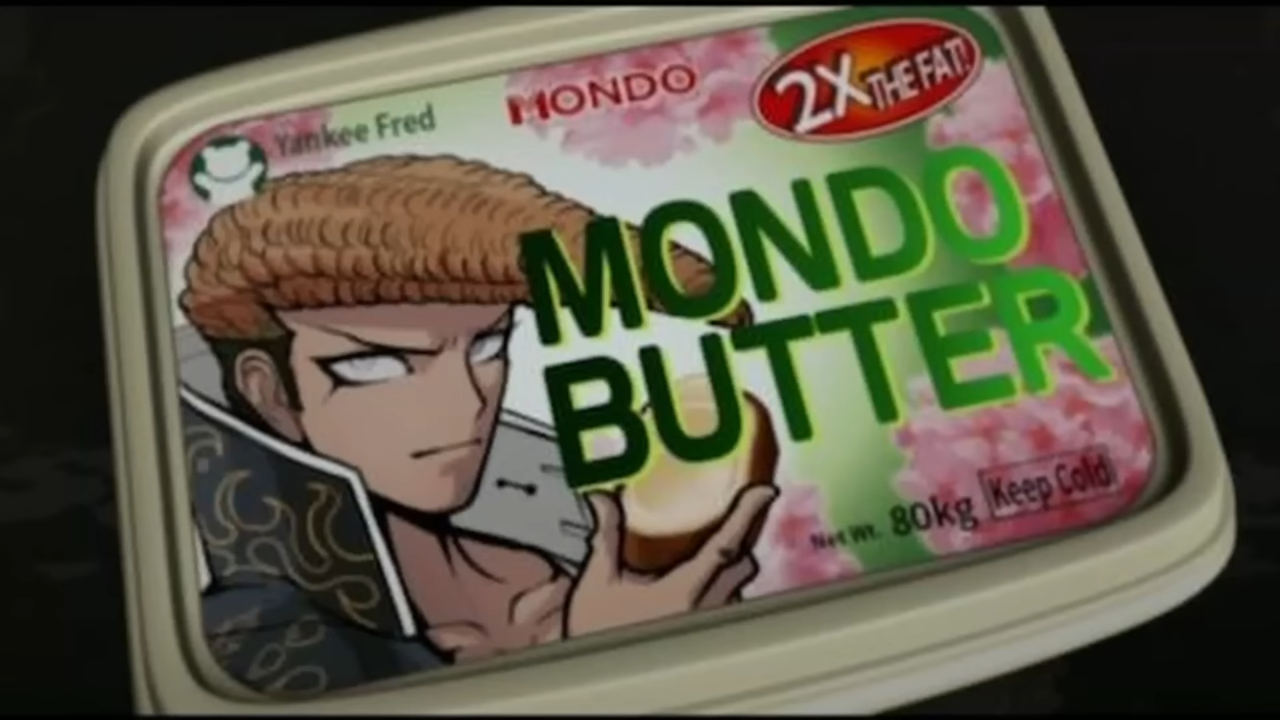 Yankee Fred
MONDO
2X THE FAT!
MONDO
BUTTER
Net Wt. 80kg
Keep Cold